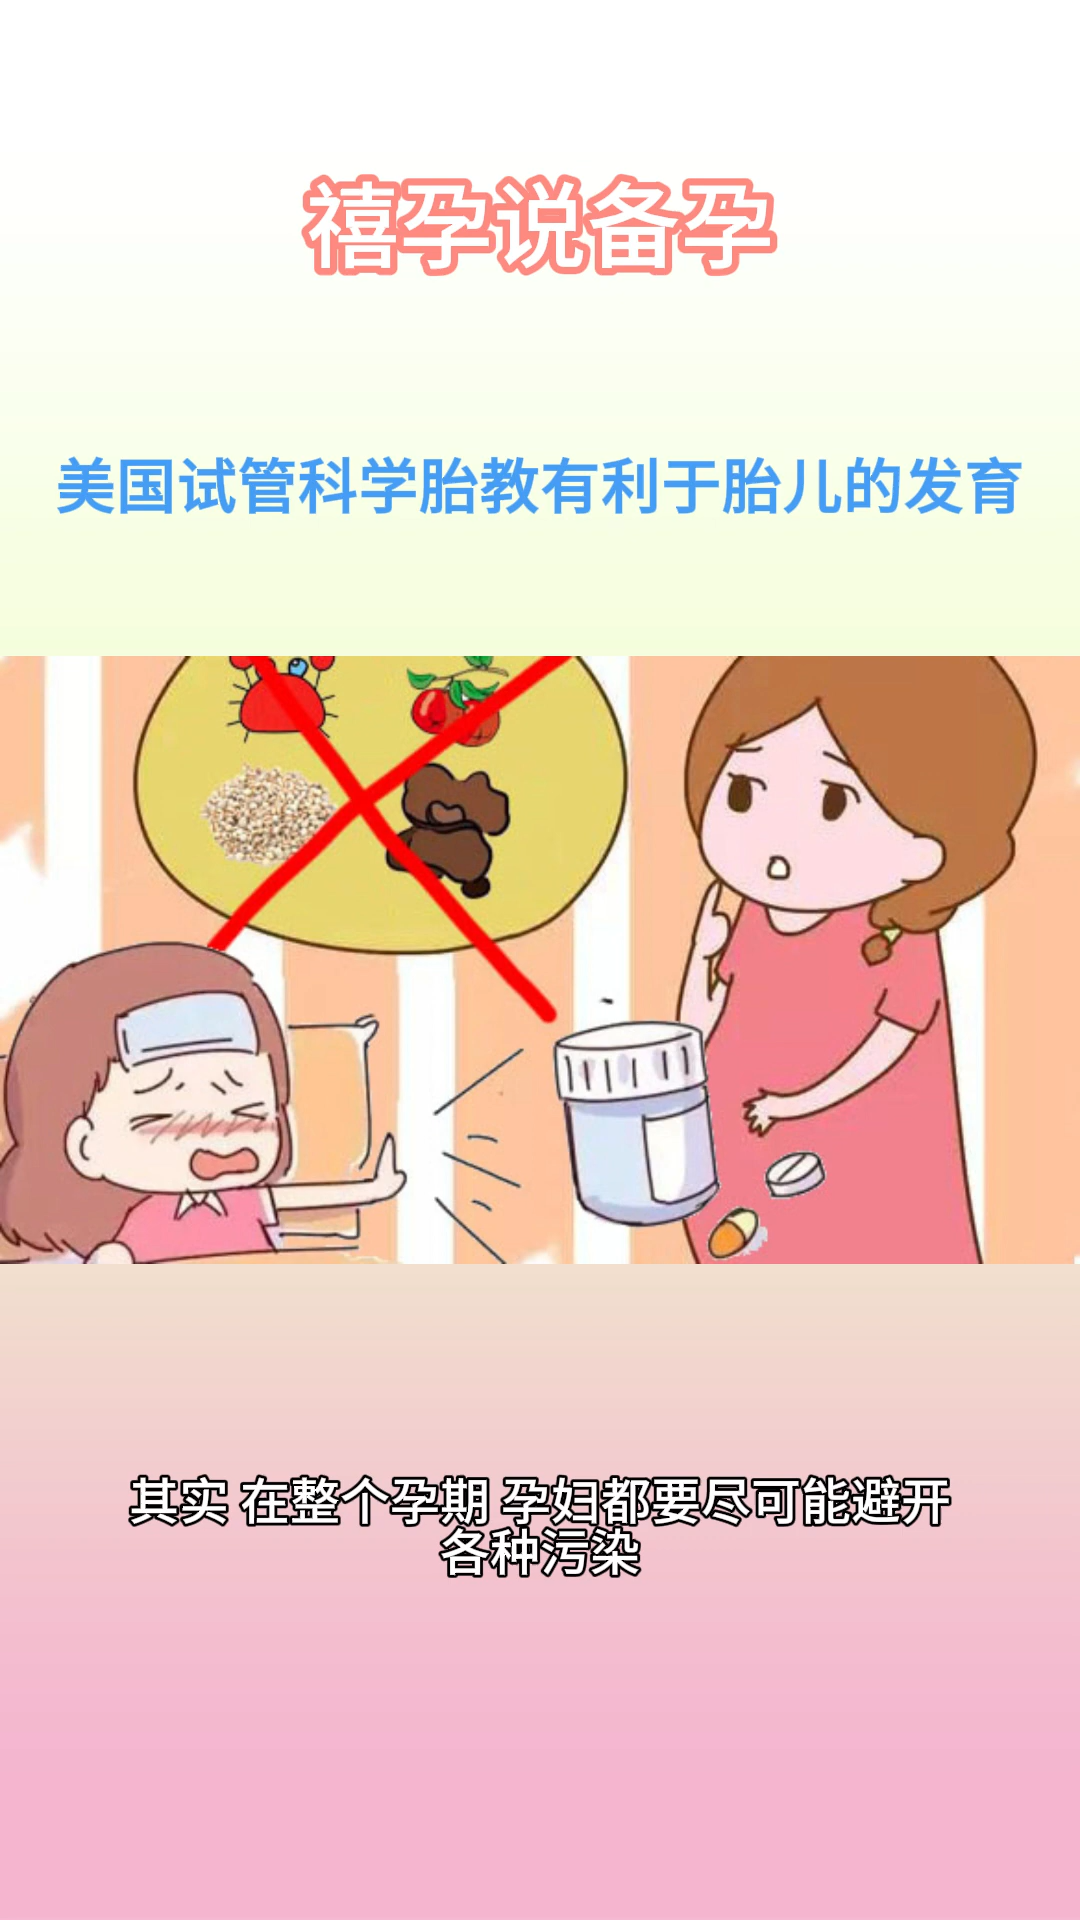 禧孕说备孕
美国试管科学胎教有利于胎儿的发育
其实 在整个孕期 孕妇都要尽可能避开
各种污染